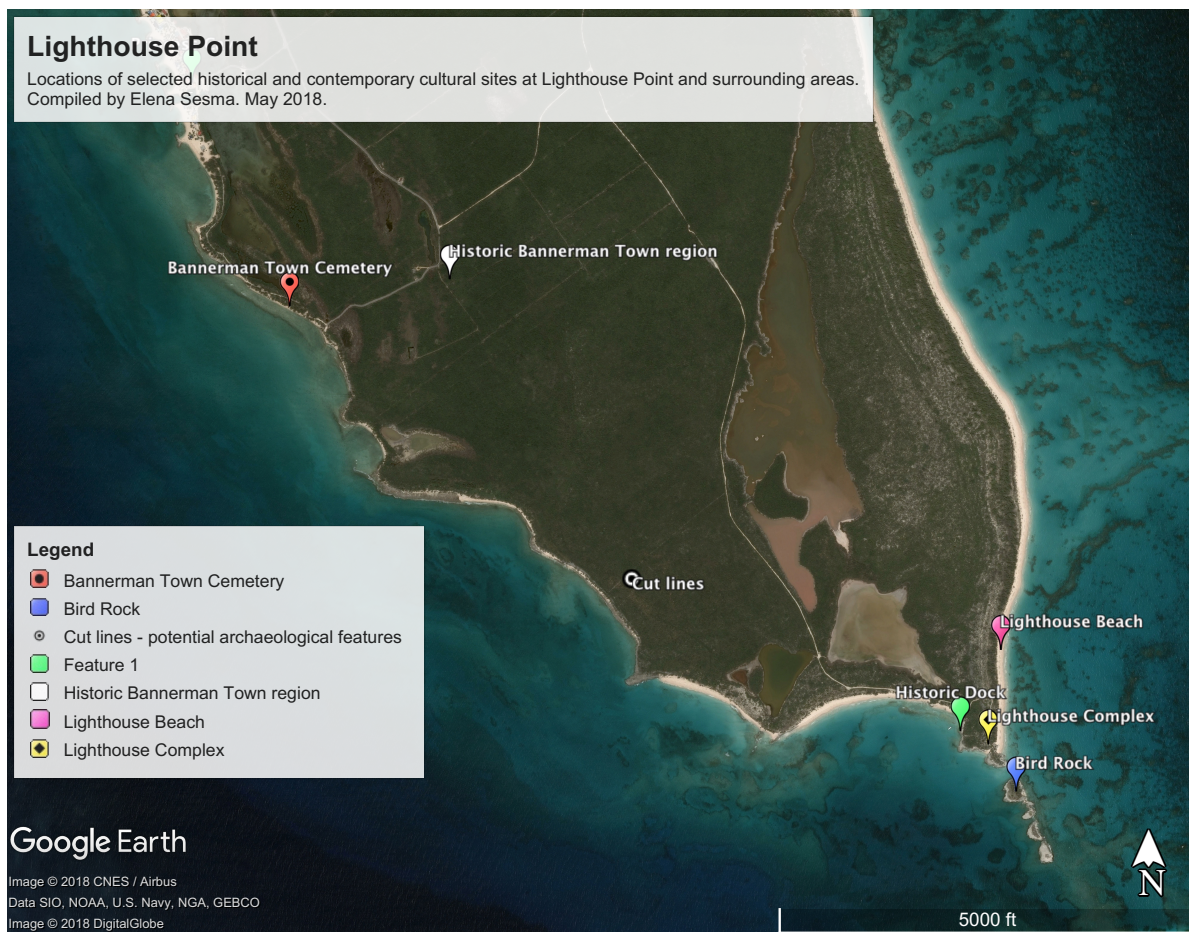 Lighthouse Point
Locations of selected historical and contemporary cultural sites at Lighthouse Point and surrounding areas.
Compiled by Elena Sesma. May 2018.
Historic Bannerman Town region
Bannerman Town Cemetery
Cut lines
Lighthouse Beach
Historic Dock
Lighthouse Complex
Bird Rock
Legend
Bannerman Town Cemetery
Bird Rock
Cut lines - potential archaeological features
Feature 1
Historic Bannerman Town region
Lighthouse Beach
Lighthouse Complex
Google Earth
Image © 2018 CNES / Airbus
Data SIO, NOAA, U.S. Navy, NGA, GEBCO
Image © 2018 DigitalGlobe
N
5000 ft